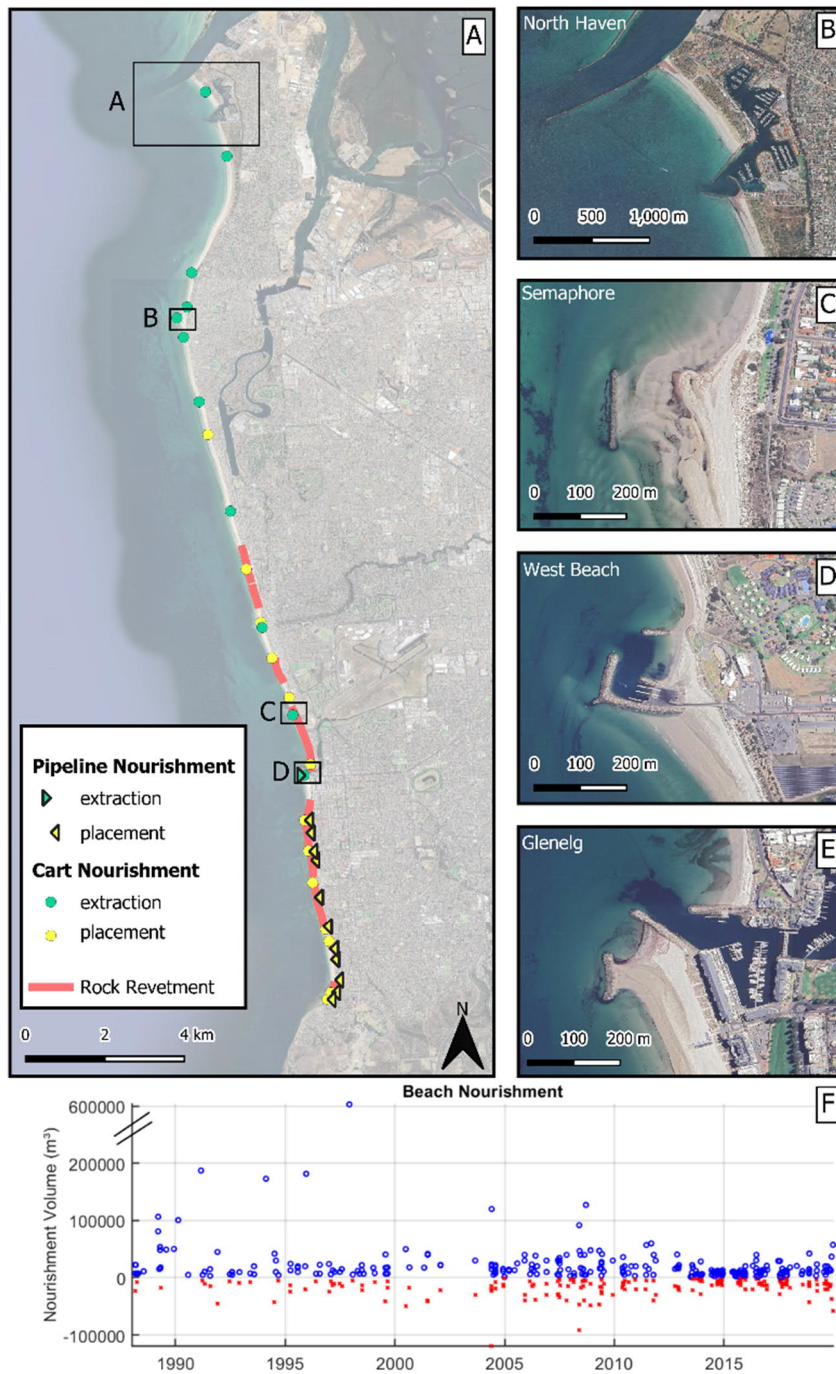 A
A
B
C
D
Pipeline Nourishment
extraction
placement
Cart Nourishment
extraction
placement
Rock Revetment
0 2 4 km
N
North Haven
B
0 500 1,000 m
Semaphore
C
0 100 200 m
West Beach
D
0 100 200 m
Glenelg
E
0 100 200 m
Beach Nourishment
F
Nourishment Volume (m³)
600000
200000
100000
0
-100000
1990 1995 2000 2005 2010 2015